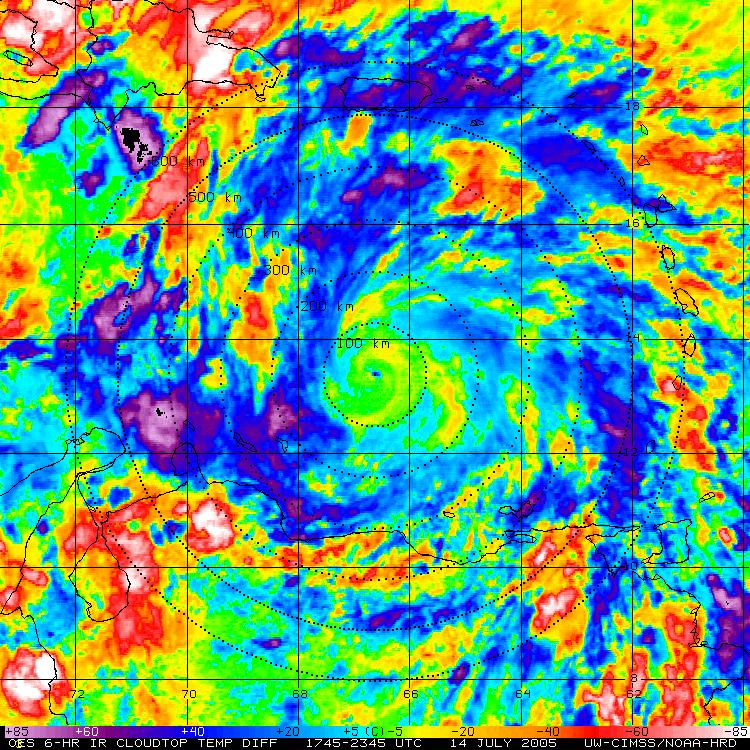 18
600 km
500 km
16
400 km
300 km
200 km
14
100 km
12
10
8
72 70 68 66 64 62
+85 +60 +40 +20 +5 (C) -5 -20 -40 -60 -85
OES 6-HR IR CLOUDTOP TEMP DIFF 1745-2345 UTC 14 JULY 2005 UW-CIMSS/NOAA-HRD